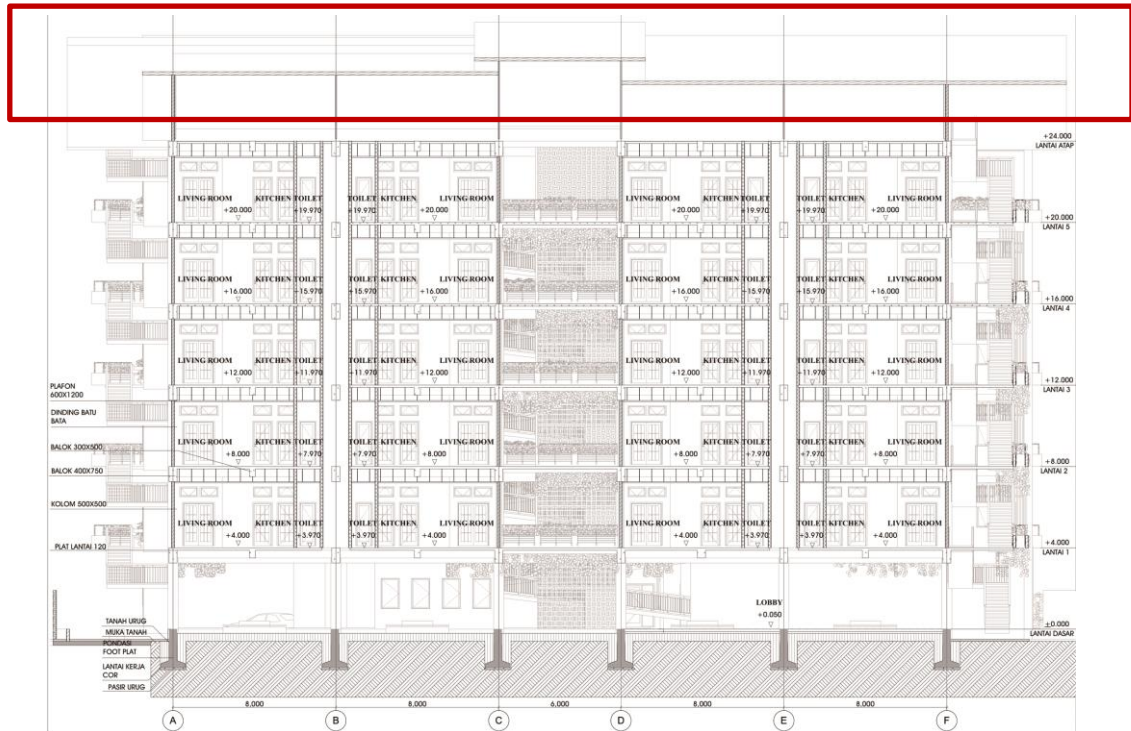 +24.000
LANTAI ATAP
LIVING ROOM KITCHEN TOILET TOILET KITCHEN LIVING ROOM LIVING ROOM KITCHEN TOILET TOILET KITCHEN LIVING ROOM
+20.000 +19.970 +19.970 +20.000 +20.000 +19.970 +19.970 +20.000
+20.000
LANTAI 5
LIVING ROOM KITCHEN TOILET TOILET KITCHEN LIVING ROOM LIVING ROOM KITCHEN TOILET TOILET KITCHEN LIVING ROOM
+16.000 +15.970 +15.970 +16.000 +16.000 +15.970 +15.970 +16.000
+16.000
LANTAI 4
LIVING ROOM KITCHEN TOILET TOILET KITCHEN LIVING ROOM LIVING ROOM KITCHEN TOILET TOILET KITCHEN LIVING ROOM
+12.000 +11.970 +11.970 +12.000 +12.000 +11.970 +11.970 +12.000
+12.000
LANTAI 3
PLAFON
600X1200
DINDING BATU
BATA
LIVING ROOM KITCHEN TOILET TOILET KITCHEN LIVING ROOM LIVING ROOM KITCHEN TOILET TOILET KITCHEN LIVING ROOM
BALOK 300X500
+8.000 +7.970 +7.970 +8.000 +8.000 +7.970 +7.970 +8.000
+8.000
LANTAI 2
BALOK 400X750
KOLOM 500X500
LIVING ROOM KITCHEN TOILET TOILET KITCHEN LIVING ROOM LIVING ROOM KITCHEN TOILET TOILET KITCHEN LIVING ROOM
+4.000 +3.970 +3.970 +4.000 +4.000 +3.970 +3.970 +4.000
+4.000
LANTAI 1
PLAT LANTAI 120
LOBBY
+0.050
±0.000
LANTAI DASAR
TANAH URUG
MUKA TANAH
PONDASI
FOOT PLAT
LANTAI KERJA
COR
PASIR URUG
8.000 8.000 6.000 8.000 8.000
A B C D E F